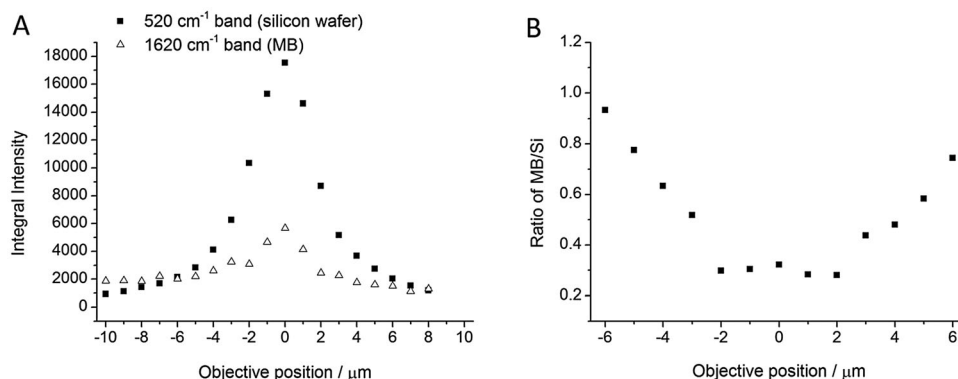 A
520 cm-1 band (silicon wafer)
1620 cm-1 band (MB)
18000
16000
14000
12000
10000
8000
6000
4000
2000
0
Integral Intensity
-10 -8 -6 -4 -2 0 2 4 6 8 10
Objective position / μm
B
1.2
1.0
0.8
0.6
0.4
0.2
Ratio of MB/Si
-6 -4 -2 0 2 4 6
Objective position / μm